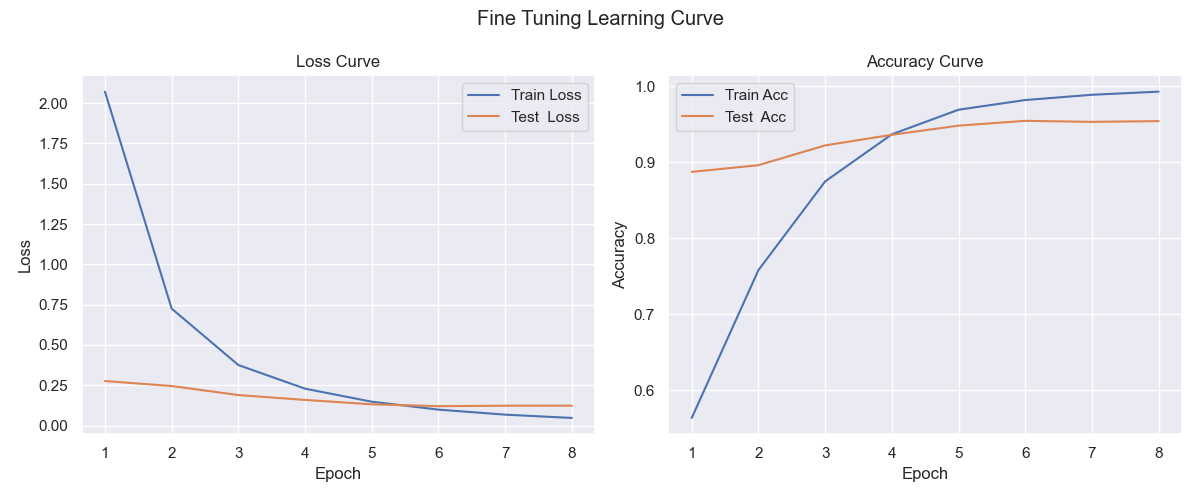 Fine Tuning Learning Curve
Loss Curve
2.00
1.75
1.50
1.25
1.00
0.75
0.50
0.25
0.00
Loss
Train Loss
Test  Loss
1 2 3 4 5 6 7 8
Epoch
Accuracy Curve
1.0
0.9
0.8
0.7
0.6
Accuracy
Train Acc
Test  Acc
1 2 3 4 5 6 7 8
Epoch